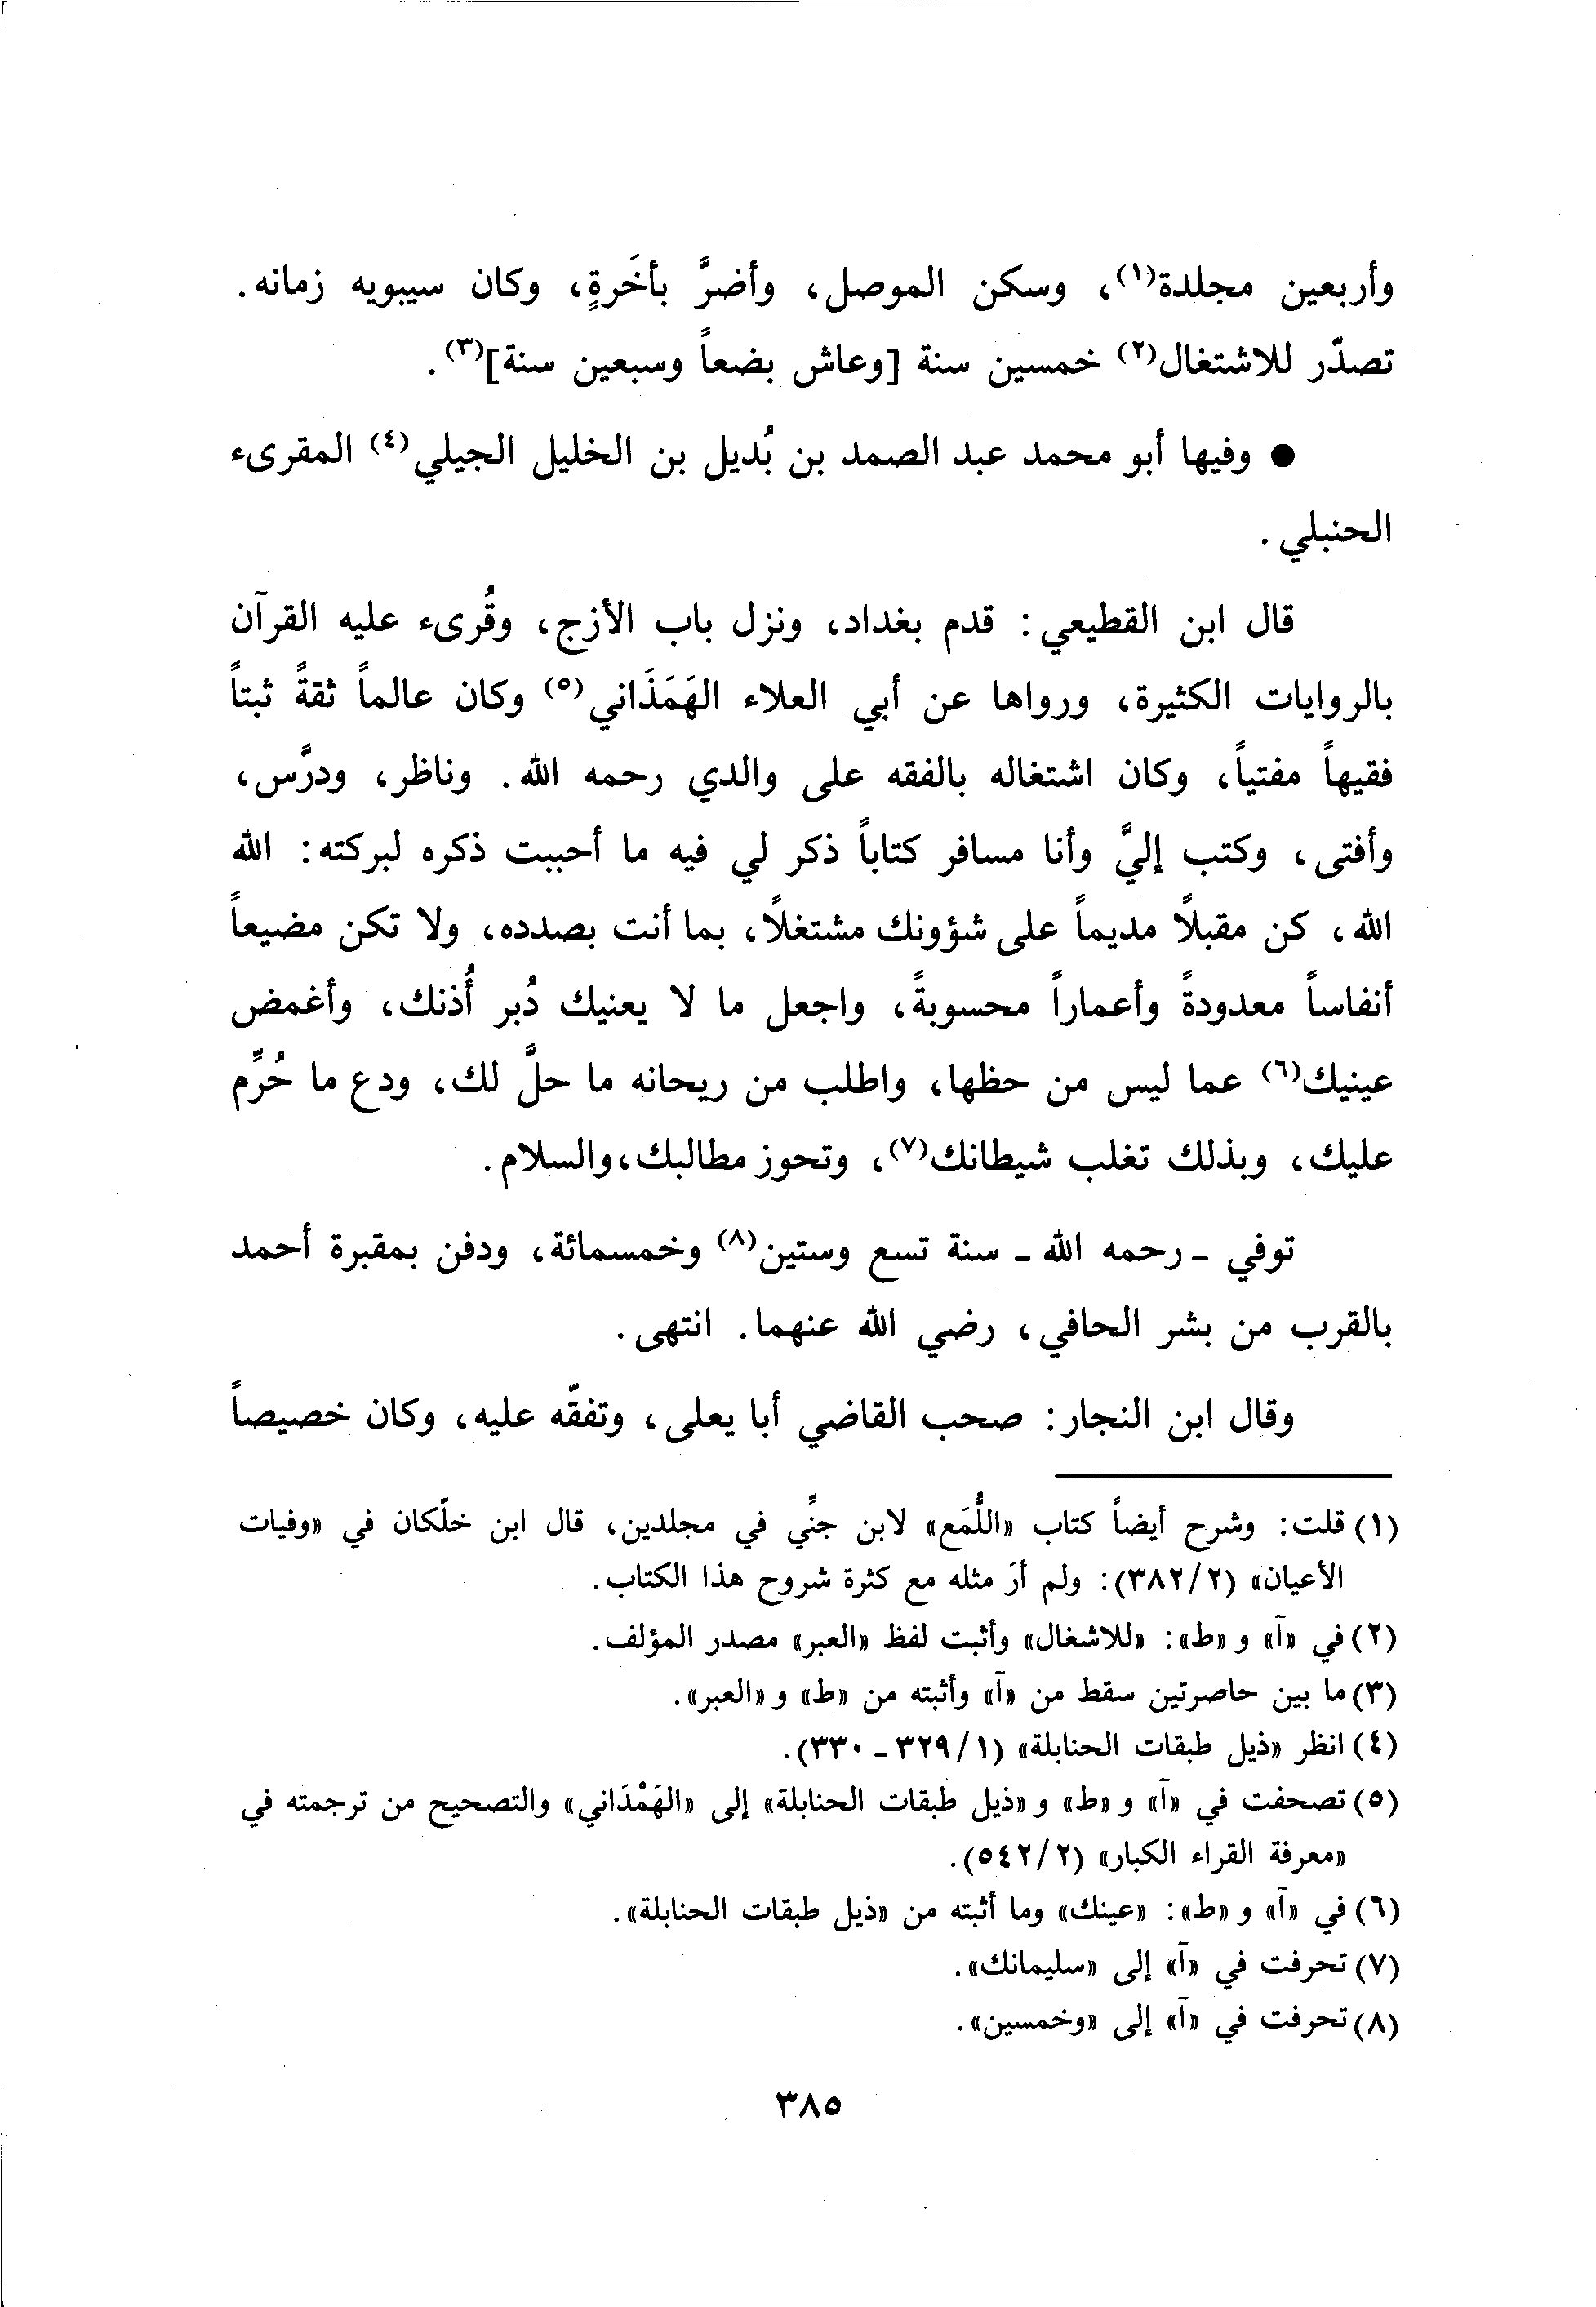 وأربعين مجلدة(١)، وسكن الموصل، وأضرَّ بأخَرةٍ، وكان سيبويه زمانه.
تصدّر للاشتغال(٢) خمسين سنة [وعاش بضعاً وسبعين سنة](٣).
● وفيها أبو محمد عبد الصمد بن بُديل بن الخليل الجيلي(٤) المقرىء
الحنبلي.
قال ابن القطيعي: قدم بغداد، ونزل باب الأزج، وقُرىء عليه القرآن
بالروايات الكثيرة، ورواها عن أبي العلاء الهَمَذَاني(٥) وكان عالماً ثقةً ثبتاً
فقيهاً مفتياً، وكان اشتغاله بالفقه على والدي رحمه الله. وناظر، ودرَّس،
وأفتى، وكتب إليَّ وأنا مسافر كتاباً ذكر لي فيه ما أحببت ذكره لبركته: الله
الله، كن مقبلاً مديماً على شؤونك مشتغلاً، بما أنت بصدده، ولا تكن مضيعاً
أنفاساً معدودةً وأعماراً محسوبةً، واجعل ما لا يعنيك دُبر أُذنك، وأغمض
عينيك(٦) عما ليس من حظها، واطلب من ريحانه ما حلَّ لك، ودع ما حُرِّم
عليك، وبذلك تغلب شيطانك(٧)، وتحوز مطالبك،والسلام.
توفي - رحمه الله - سنة تسع وستين(٨) وخمسمائة، ودفن بمقبرة أحمد
بالقرب من بشر الحافي، رضي الله عنهما. انتهى.
وقال ابن النجار: صحب القاضي أبا يعلى، وتفقّه عليه، وكان خصيصاً
(١) قلت: وشرح أيضاً كتاب «اللُّمَع» لابن جنِّي في مجلدين، قال ابن خلّكان في «وفيات
الأعيان» (٣٨٢/٢): ولم أرَ مثله مع كثرة شروح هذا الكتاب.
(٢) في «آ» و «ط»: «للاشغال» وأثبت لفظ «العبر» مصدر المؤلف.
(٣) ما بين حاصرتين سقط من «آ» وأثبته من «ط» و «العبر».
(٤) انظر «ذيل طبقات الحنابلة» (٣٢٩/١ - ٣٣٠).
(٥) تصحفت في «آ» و «ط» و «ذيل طبقات الحنابلة» إلى «الهَمْدَاني» والتصحيح من ترجمته في
«معرفة القراء الكبار» (٥٤٢/٢).
(٦) في «آ» و «ط»: «عينك» وما أثبته من «ذيل طبقات الحنابلة».
(٧) تحرفت في «آ» إلى «سليمانك».
(٨) تحرفت في «آ» إلى «وخمسين».
٣٨٥